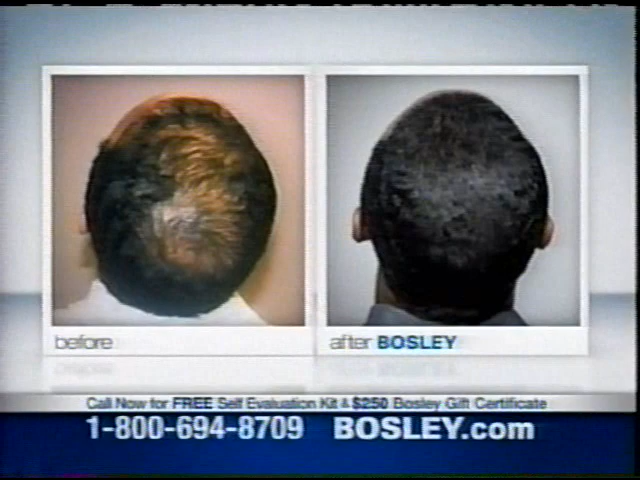 before
after BOSLEY
Call Now for FREE Self Evaluation Kit & $250 Bosley Gift Certificate
1-800-694-8709 BOSLEY.com